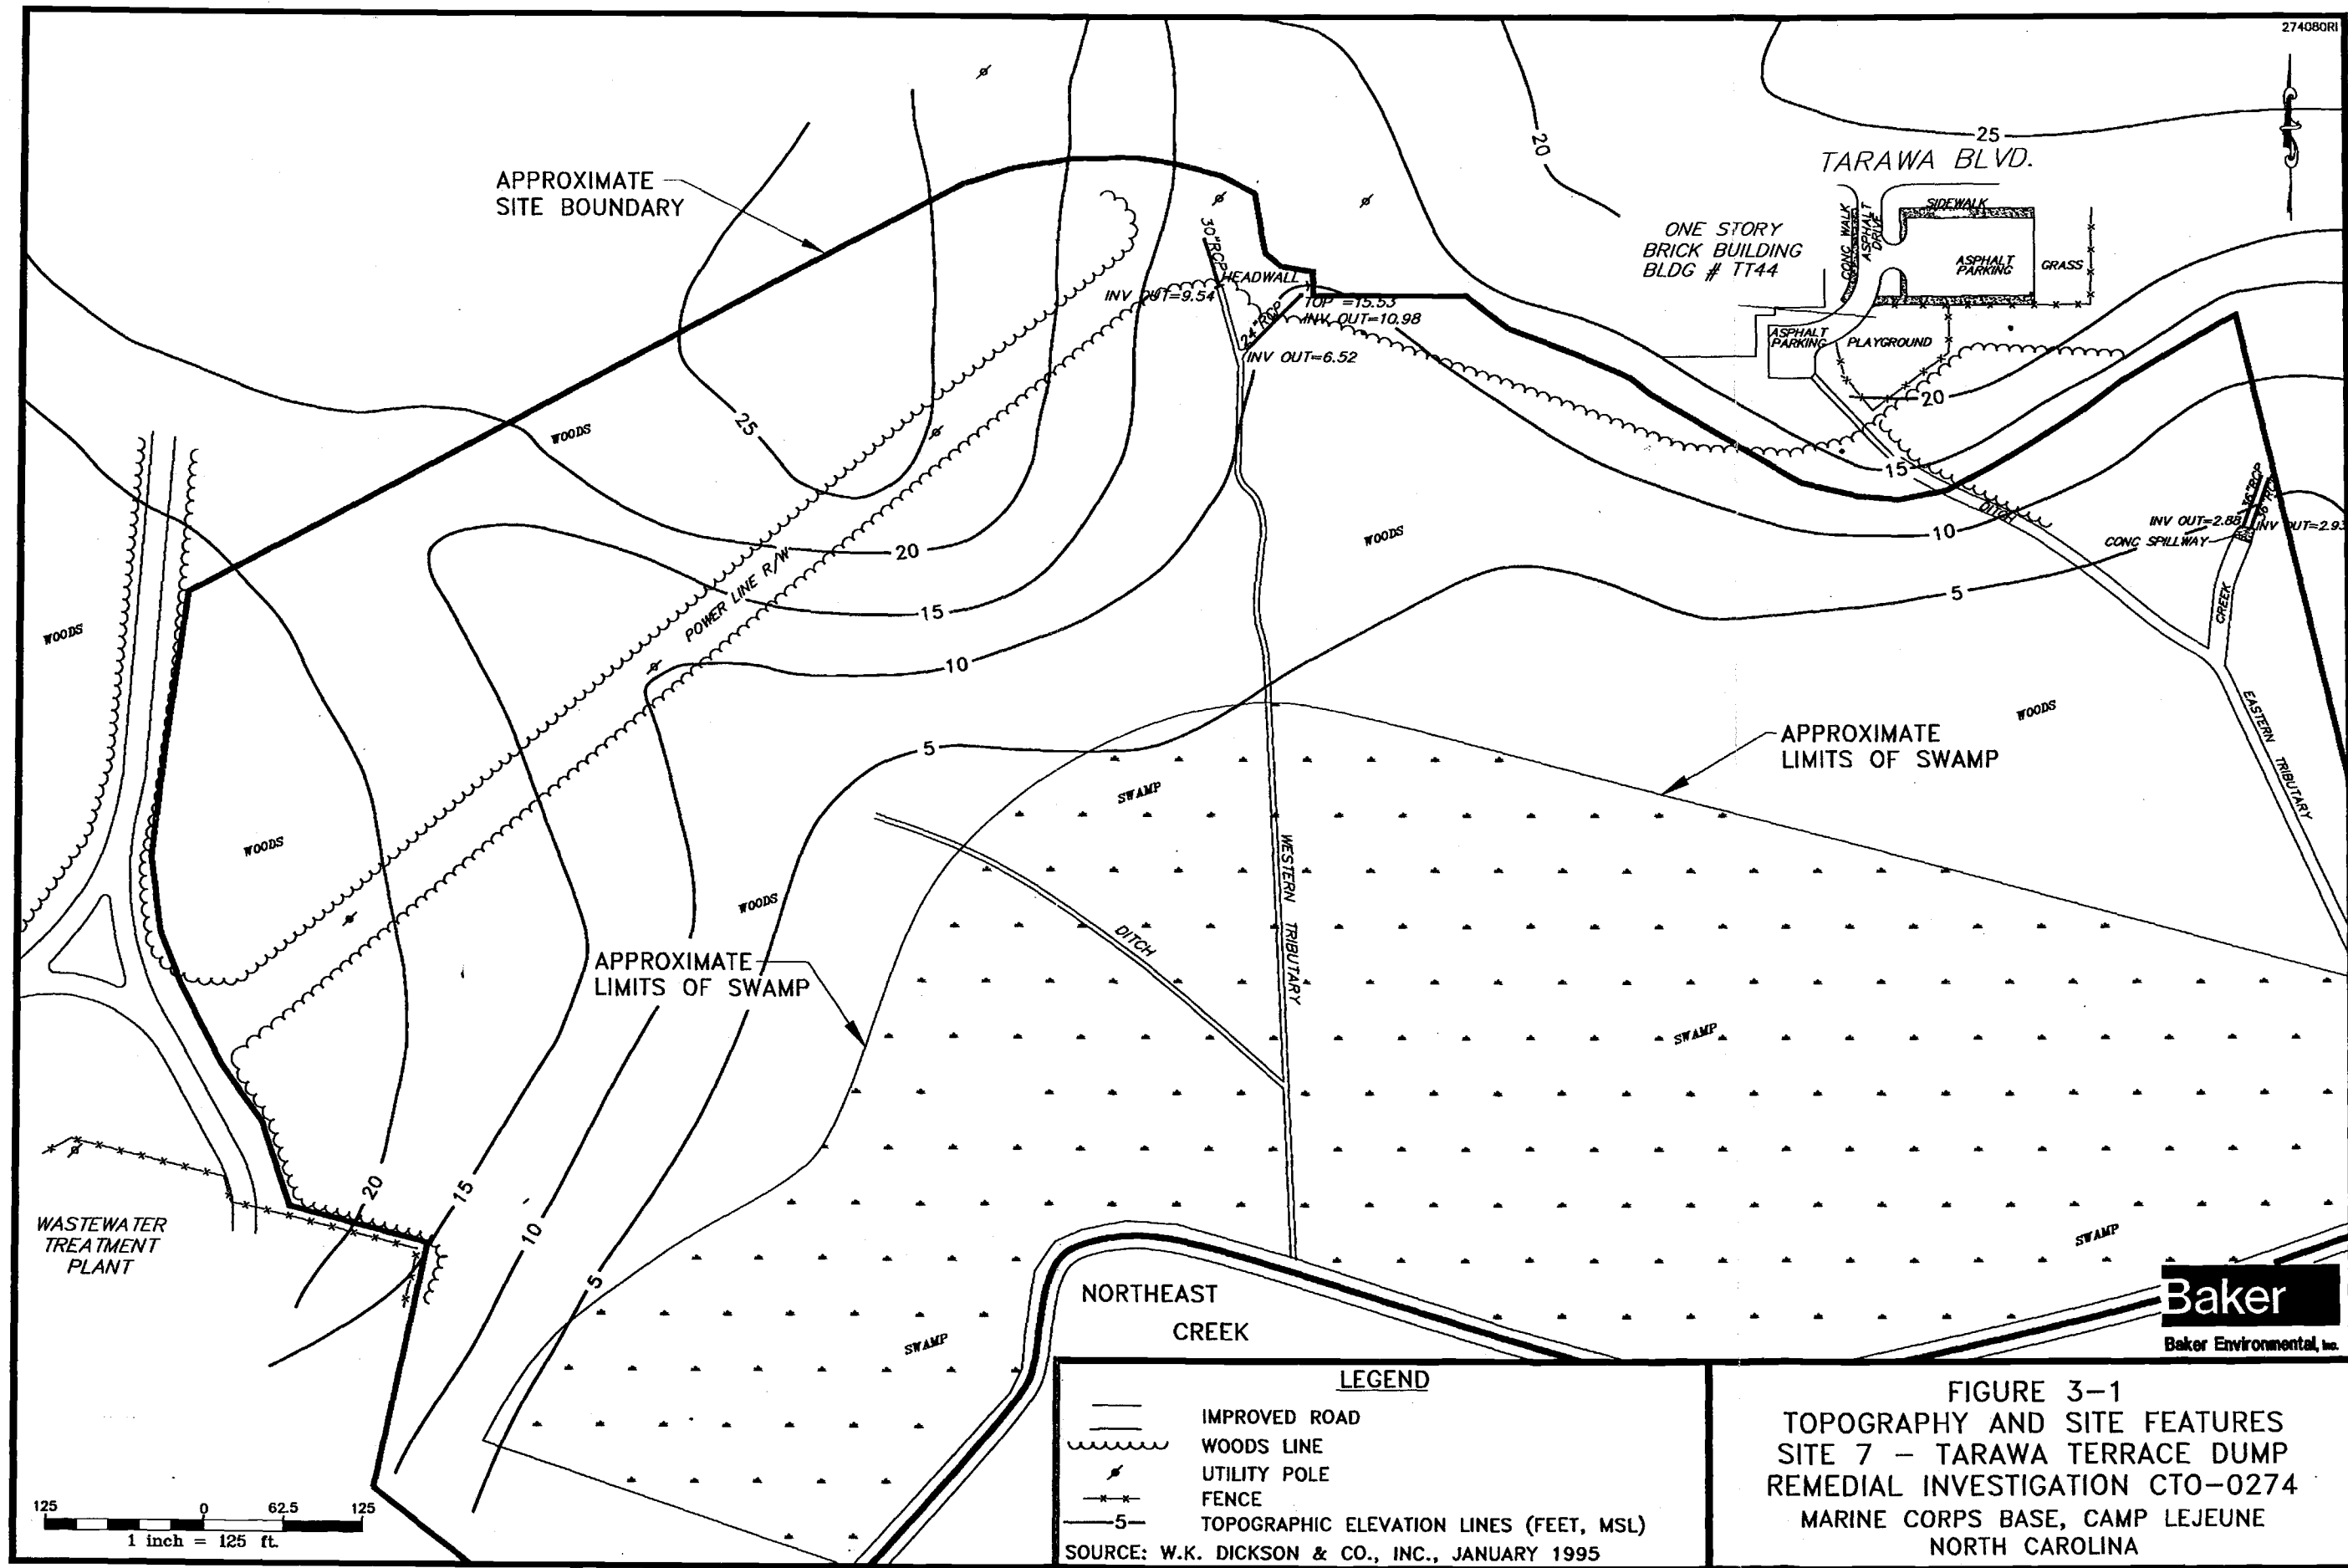 274080RI
APPROXIMATE
SITE BOUNDARY
20
25
TARAWA BLVD.
CONC WALK
ASPHALT
DRIVE
SIDEWALK
ASPHALT
PARKING
GRASS
ONE STORY
BRICK BUILDING
BLDG # TT44
30"RCP
HEADWALL
INV OUT=9.54
TOP =15.53
INV OUT=10.98
24"RCP
INV OUT=6.52
ASPHALT
PARKING
PLAYGROUND
20
25
WOODS
15
DITCH
10
36"RCP
36"RCP
INV OUT=2.88
INV OUT=2.93
CONC SPILLWAY
WOODS
20
POWER LINE R/W
15
5
CREEK
WOODS
10
EASTERN TRIBUTARY
WOODS
APPROXIMATE
LIMITS OF SWAMP
5
SWAMP
WOODS
WESTERN TRIBUTARY
WOODS
DITCH
APPROXIMATE
LIMITS OF SWAMP
SWAMP
20
15
10
5
WASTEWATER
TREATMENT
PLANT
SWAMP
NORTHEAST
CREEK
SWAMP
Baker
Baker Environmental, Inc.
125 0 62.5 125
1 inch = 125 ft.
LEGEND
IMPROVED ROAD
WOODS LINE
UTILITY POLE
FENCE
5
TOPOGRAPHIC ELEVATION LINES (FEET, MSL)
SOURCE: W.K. DICKSON & CO., INC., JANUARY 1995
FIGURE 3-1
TOPOGRAPHY AND SITE FEATURES
SITE 7 - TARAWA TERRACE DUMP
REMEDIAL INVESTIGATION CTO-0274
MARINE CORPS BASE, CAMP LEJEUNE
NORTH CAROLINA